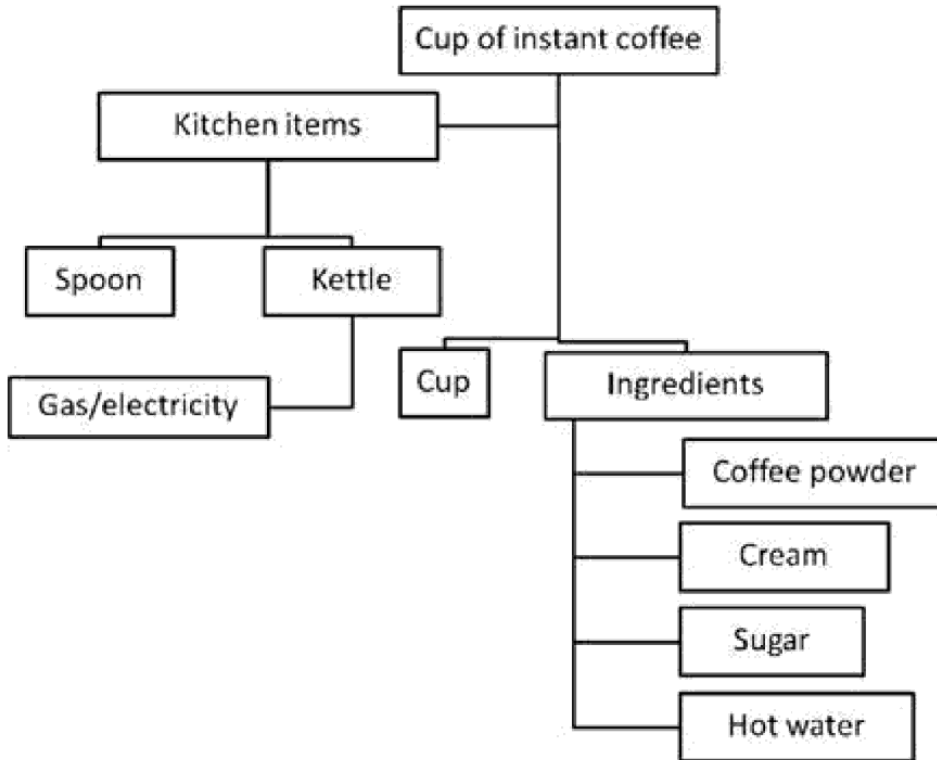 Cup of instant coffee
Kitchen items
Spoon
Kettle
Gas/electricity
Cup
Ingredients
Coffee powder
Cream
Sugar
Hot water